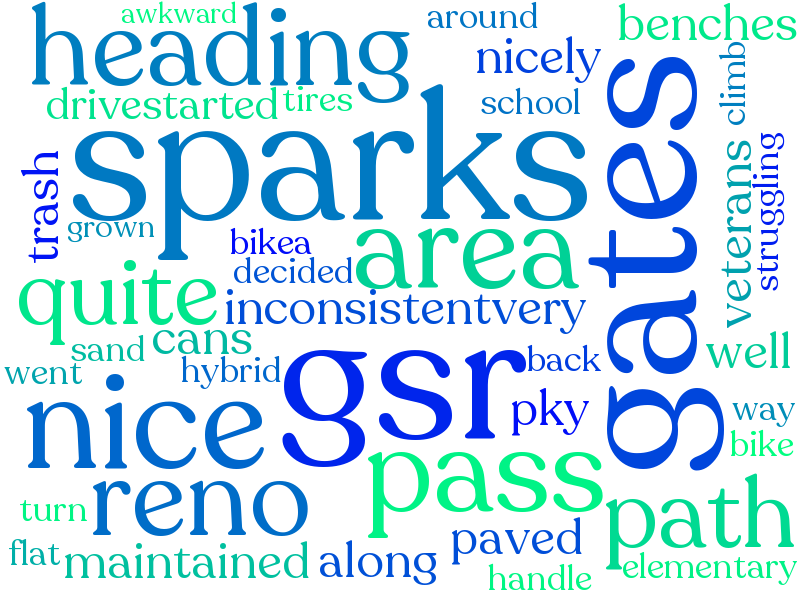 awkward
around
benches
heading
nicely
climb
drivestarted
tires
school
sparks
gates
trash
veterans
struggling
grown
bikea
area
decided
quite
inconsistentvery
cans
sand
well
went
hybrid
back
gsr
nice
pky
way
bike
pass
reno
path
turn
paved
flat
maintained
along
elementary
handle